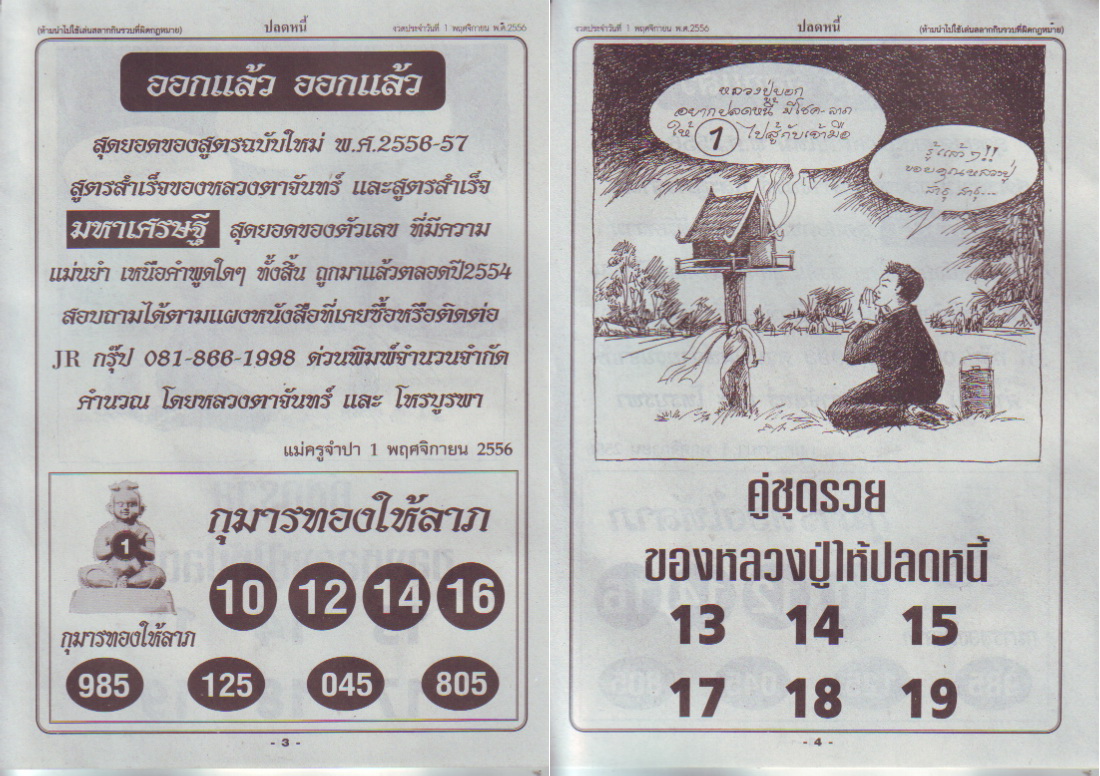 (ห้ามนำไปใช้เล่นสลากกินรวบที่ผิดกฎหมาย) ปลดหนี้ งวดประจำวันที่ 1 พฤศจิกายน พ.ศ.2556
ออกแล้ว ออกแล้ว
สุดยอดของสูตรฉบับใหม่ พ.ศ.2556-57
สูตรสำเร็จของหลวงตาจันทร์ และสูตรสำเร็จ
มหาเศรษฐี สุดยอดของตัวเลข ที่มีความ
แม่นยำ เหนือคำพูดใดๆ ทั้งสิ้น ถูกมาแล้วตลอดปี2554
สอบถามได้ตามแผงหนังสือที่เคยซื้อหรือติดต่อ
JR กรุ๊ป 081-866-1998 ด่วนพิมพ์จำนวนจำกัด
คำนวณ โดยหลวงตาจันทร์ และ โหรบูรพา
แม่ครูจำปา 1 พฤศจิกายน 2556
กุมารทองให้ลาภ
1
10 12 14 16
กุมารทองให้ลาภ
985 125 045 805
- 3 -
งวดประจำวันที่ 1 พฤศจิกายน พ.ศ.2556 ปลดหนี้ (ห้ามนำไปใช้เล่นสลากกินรวบที่ผิดกฎหมาย)
หลวงปู่บอก
อยากปลดหนี้ มีโชค-ลาภ
ให้ 1 ไปสู้กับเจ้ามือ
รู้แล้วๆ!!
ขอบคุณหลวงปู่
สาธุ สาธุ...
คู่ชุดรวย
ของหลวงปู่ให้ปลดหนี้
13 14 15
17 18 19
- 4 -